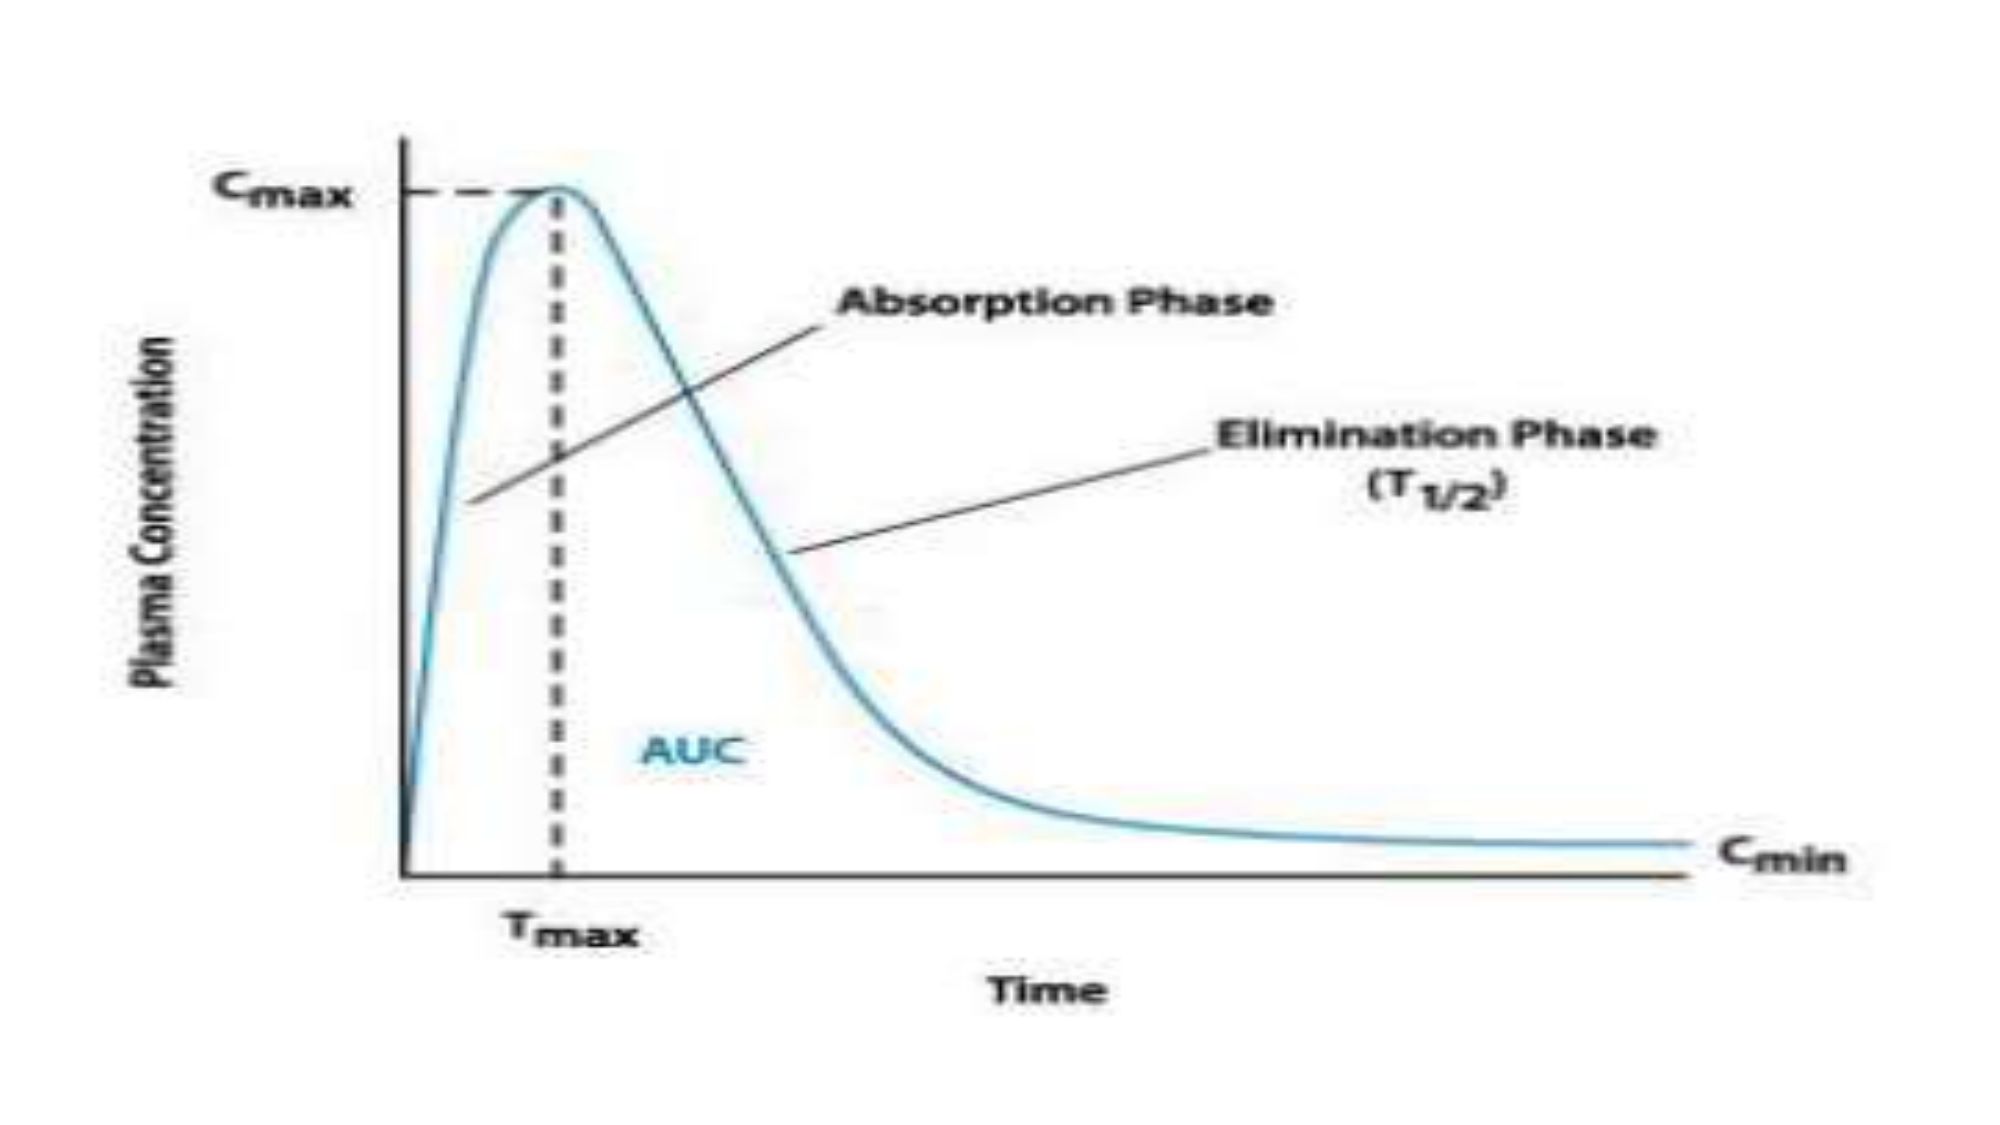 Cmax
Absorption Phase
Elimination Phase
(T1/2)
Plasma Concentration
AUC
Cmin
Tmax
Time